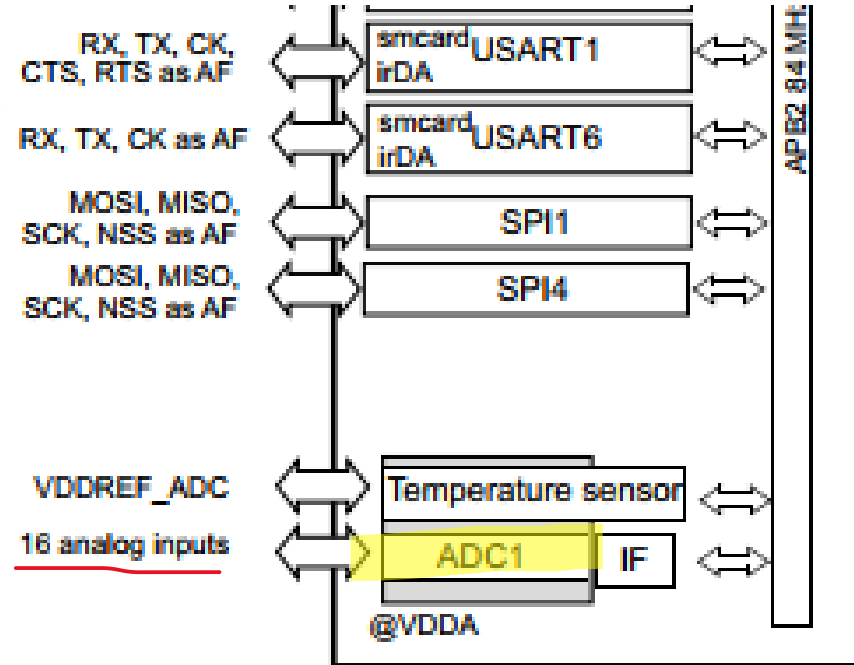 RX, TX, CK,
CTS, RTS as AF
smcard
irDA
USART1
RX, TX, CK as AF
smcard
irDA
USART6
APB2 84 MHz
MOSI, MISO,
SCK, NSS as AF
SPI1
MOSI, MISO,
SCK, NSS as AF
SPI4
VDDREF_ADC
Temperature sensor
16 analog inputs
ADC1
IF
@VDDA